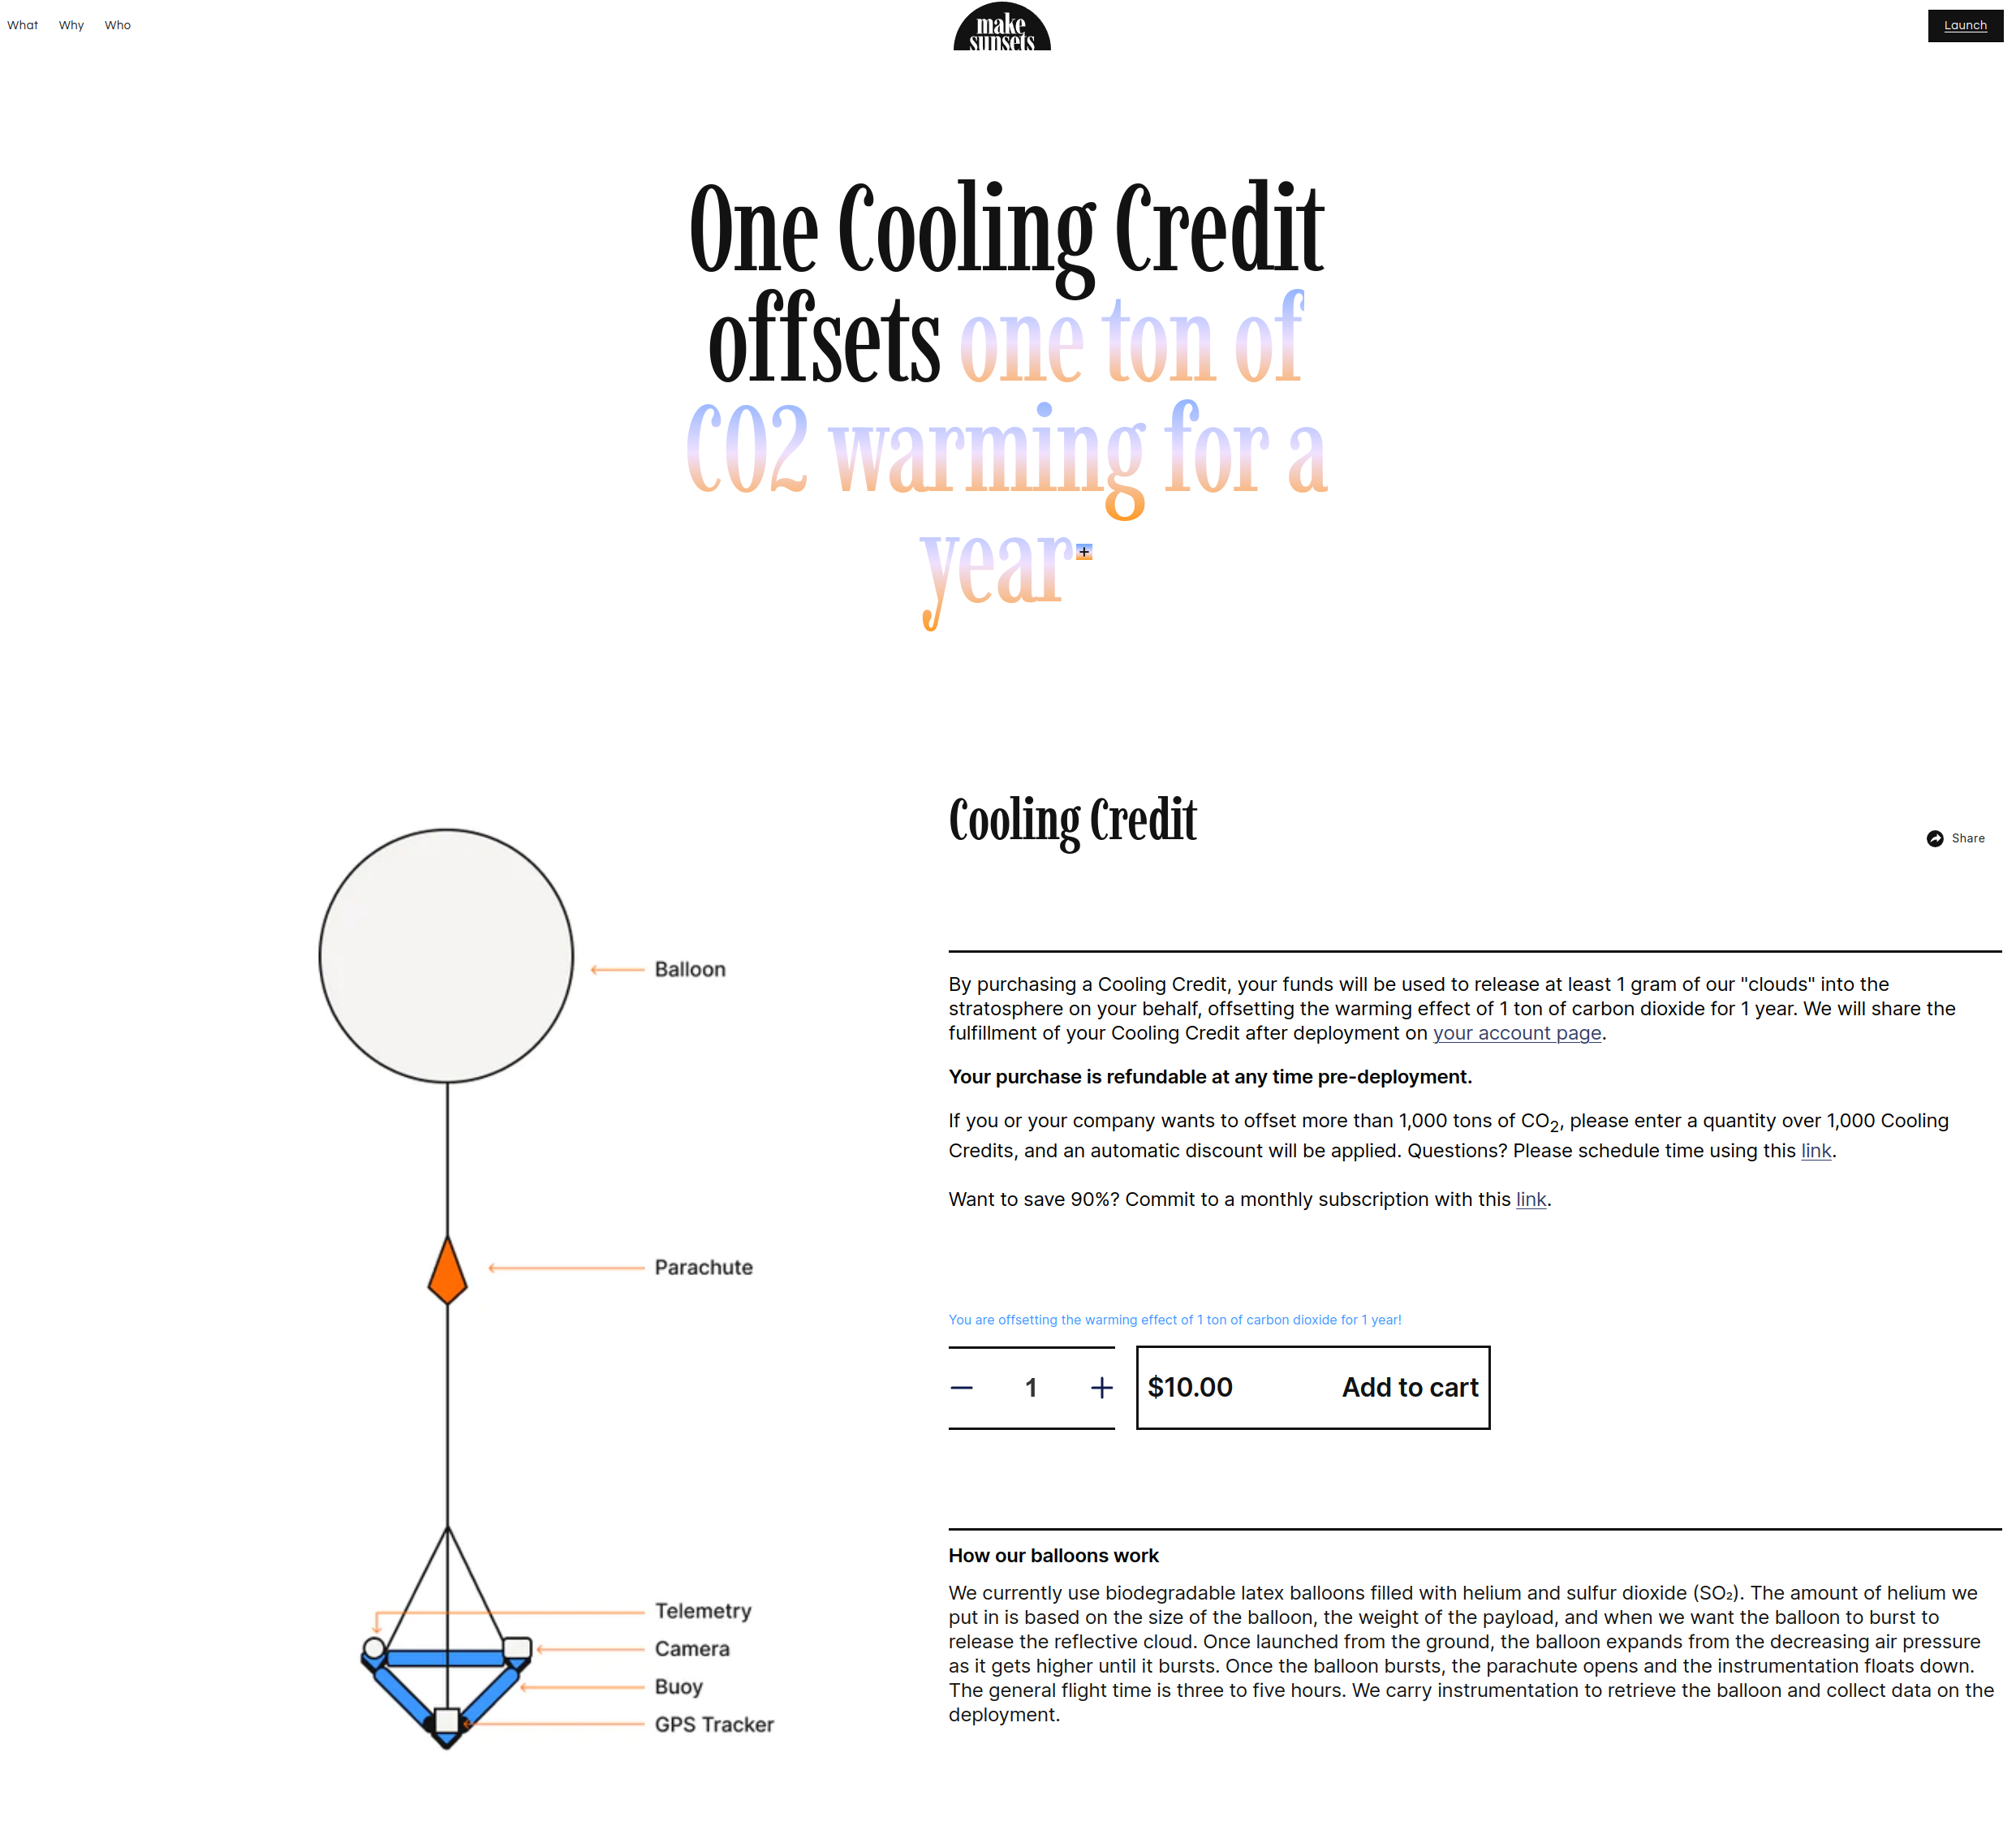 What Why Who
make
sunsets
Launch
One Cooling Credit
offsets one ton of
CO2 warming for a
year+
Cooling Credit
Share
Balloon
Parachute
Telemetry
Camera
Buoy
GPS Tracker
By purchasing a Cooling Credit, your funds will be used to release at least 1 gram of our "clouds" into the
stratosphere on your behalf, offsetting the warming effect of 1 ton of carbon dioxide for 1 year. We will share the
fulfillment of your Cooling Credit after deployment on your account page.
Your purchase is refundable at any time pre-deployment.
If you or your company wants to offset more than 1,000 tons of CO₂, please enter a quantity over 1,000 Cooling
Credits, and an automatic discount will be applied. Questions? Please schedule time using this link.
Want to save 90%? Commit to a monthly subscription with this link.
You are offsetting the warming effect of 1 ton of carbon dioxide for 1 year!
− 1 + $10.00 Add to cart
How our balloons work
We currently use biodegradable latex balloons filled with helium and sulfur dioxide (SO₂). The amount of helium we
put in is based on the size of the balloon, the weight of the payload, and when we want the balloon to burst to
release the reflective cloud. Once launched from the ground, the balloon expands from the decreasing air pressure
as it gets higher until it bursts. Once the balloon bursts, the parachute opens and the instrumentation floats down.
The general flight time is three to five hours. We carry instrumentation to retrieve the balloon and collect data on the
deployment.